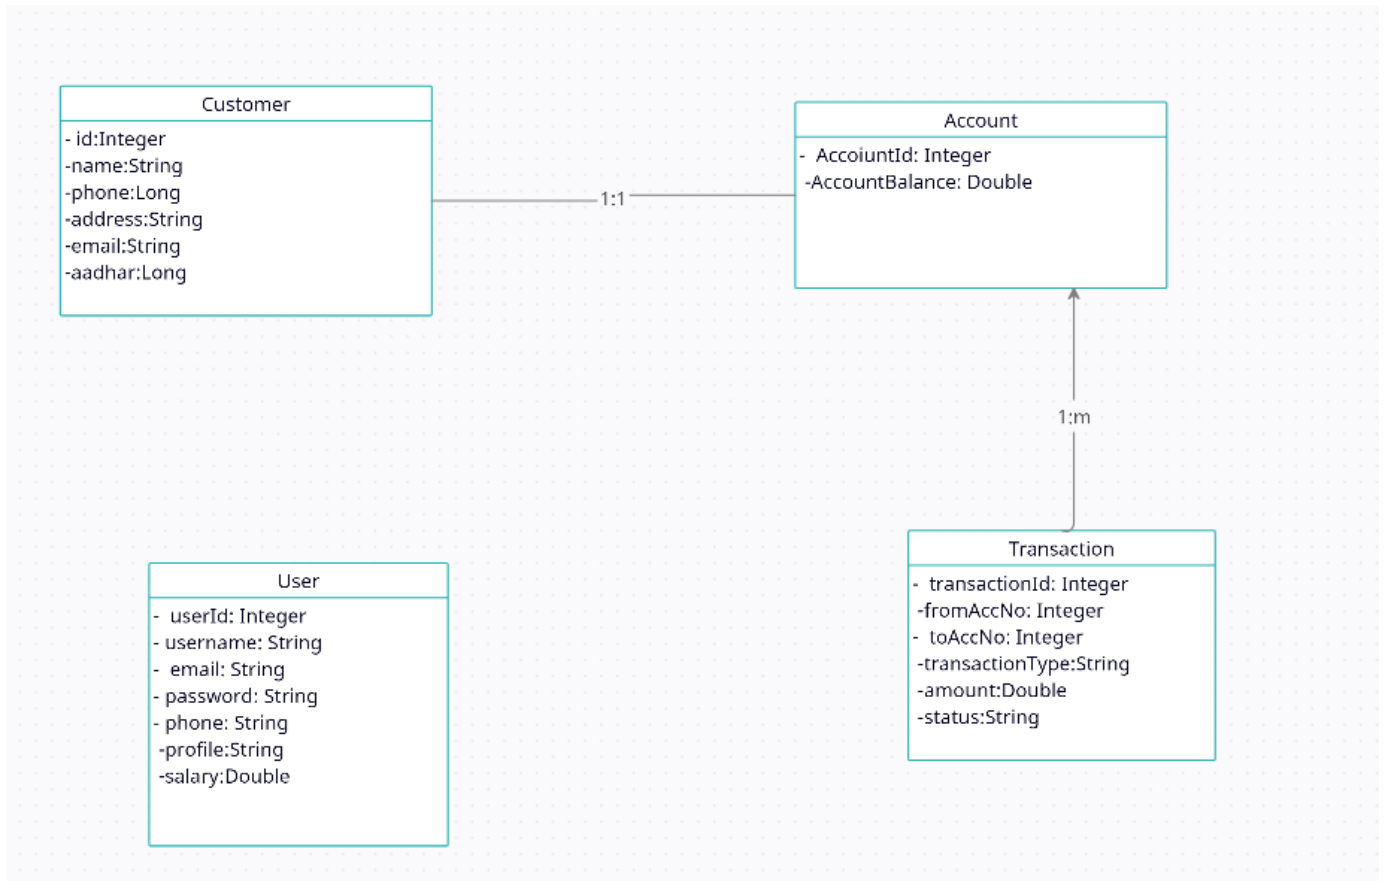 Customer
- id:Integer
-name:String
-phone:Long
-address:String
-email:String
-aadhar:Long
1:1
Account
- AccoiuntId: Integer
-AccountBalance: Double
1:m
User
- userId: Integer
- username: String
- email: String
- password: String
- phone: String
-profile:String
-salary:Double
Transaction
- transactionId: Integer
-fromAccNo: Integer
- toAccNo: Integer
-transactionType:String
-amount:Double
-status:String